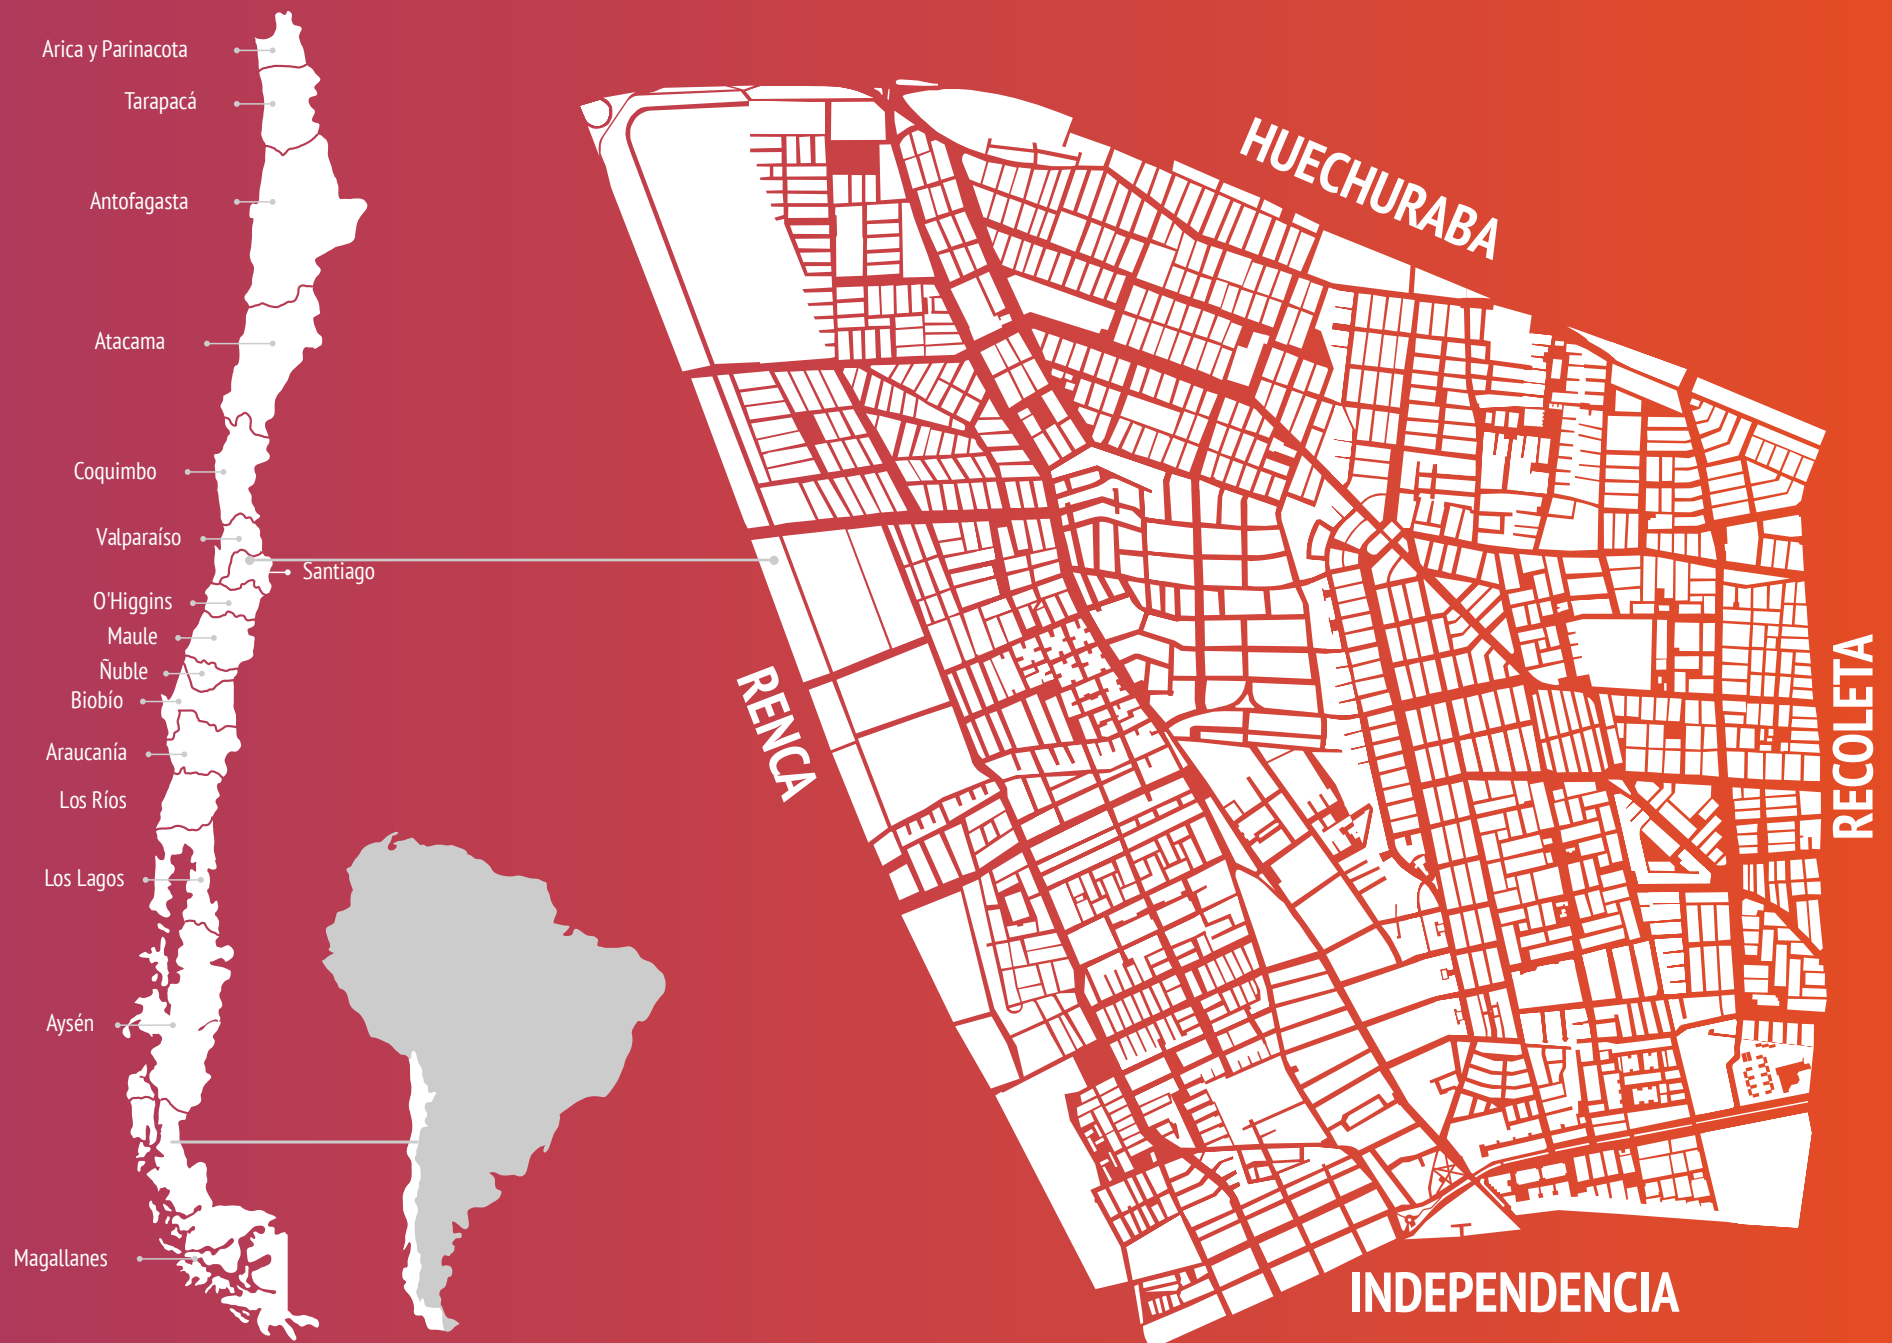 Arica y Parinacota
Tarapacá
Antofagasta
Atacama
Coquimbo
Valparaíso
Santiago
O'Higgins
Maule
Ñuble
Biobío
Araucanía
Los Ríos
Los Lagos
Aysén
Magallanes
HUECHURABA
RENCA
RECOLETA
INDEPENDENCIA